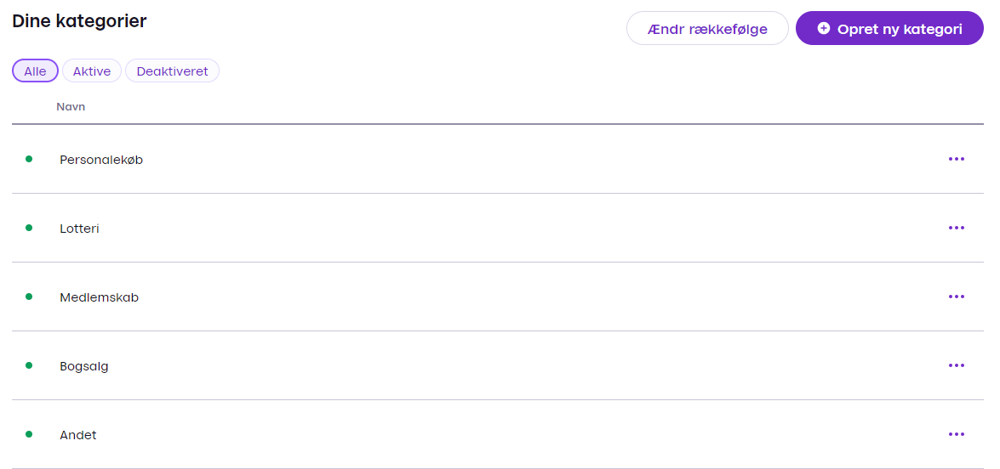 Dine kategorier
Ændr rækkefølge
Opret ny kategori
Alle
Aktive
Deaktiveret
Navn
Personalekøb
Lotteri
Medlemskab
Bogsalg
Andet